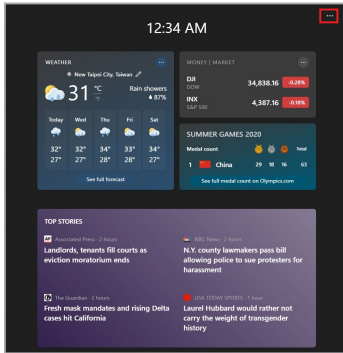 12:34 AM
WEATHER
New Taipei City, Taiwan
31 °C
°F
Rain showers
87%
Today Wed Thu Fri Sat
32° 32° 34° 33° 34°
27° 27° 28° 28° 27°
See full forecast
MONEY | MARKET
DJI
DOW
34,838.16 -0.28%
INX
S&P 500
4,387.16 -0.18%
SUMMER GAMES 2020
Medal count Total
1 China 29 18 16 63
See full medal count on Olympics.com
TOP STORIES
AP Associated Press · 2 hours
Landlords, tenants fill courts as
eviction moratorium ends
NBC News · 2 hours
N.Y. county lawmakers pass bill
allowing police to sue protesters for
harassment
The Guardian · 2 hours
Fresh mask mandates and rising Delta
cases hit California
USA TODAY SPORTS · 1 hour
Laurel Hubbard would rather not
carry the weight of transgender
history